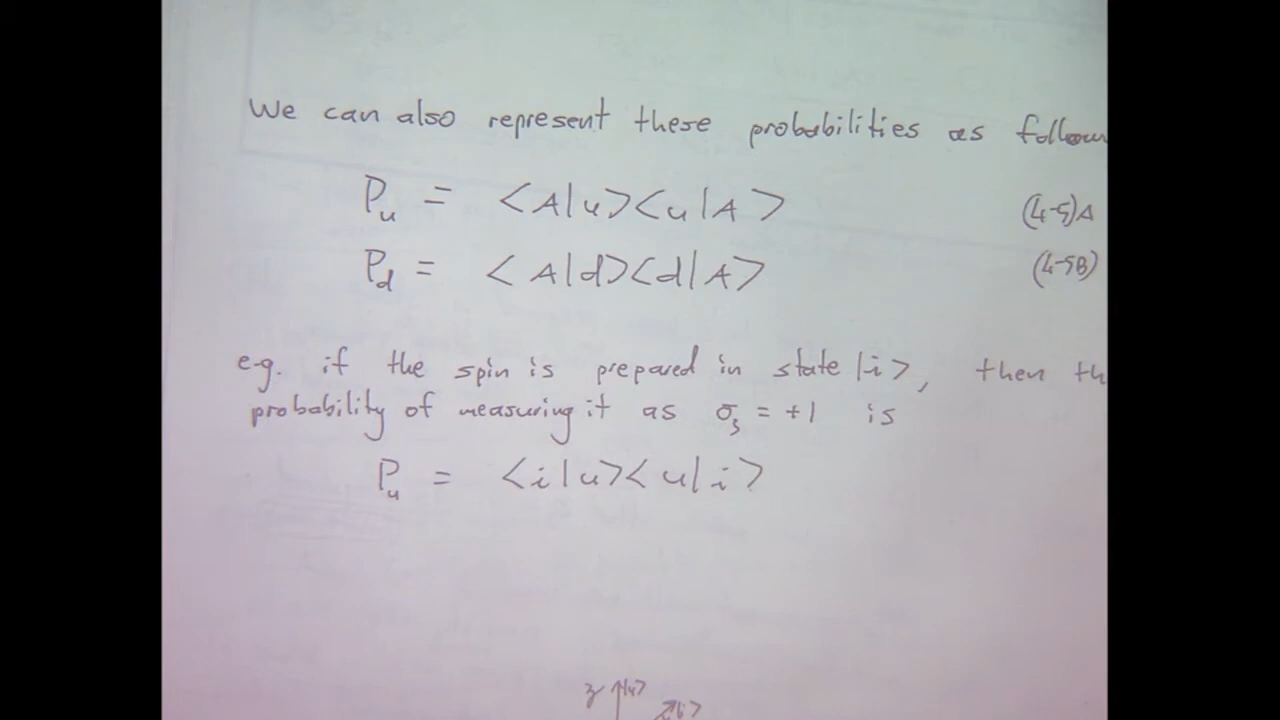 We can also represent these probabilities as follow
P_u = <A|u><u|A> (4-5)A
P_d = <A|d><d|A> (4-5B)
e.g. if the spin is prepared in state |i>, then th
probability of measuring it as σ_z = +1 is
P_u = <i|u><u|i>
z |u>
|i>